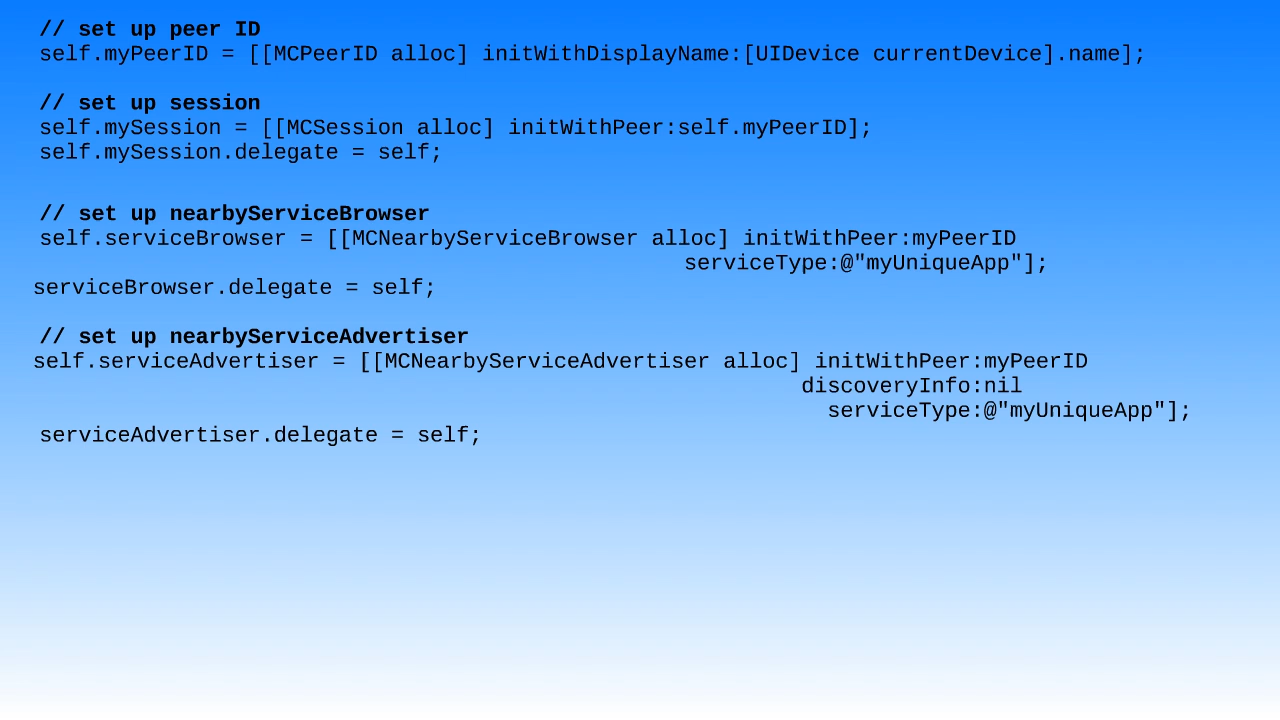 // set up peer ID
self.myPeerID = [[MCPeerID alloc] initWithDisplayName:[UIDevice currentDevice].name];
// set up session
self.mySession = [[MCSession alloc] initWithPeer:self.myPeerID];
self.mySession.delegate = self;
// set up nearbyServiceBrowser
self.serviceBrowser = [[MCNearbyServiceBrowser alloc] initWithPeer:myPeerID
serviceType:@"myUniqueApp"];
serviceBrowser.delegate = self;
// set up nearbyServiceAdvertiser
self.serviceAdvertiser = [[MCNearbyServiceAdvertiser alloc] initWithPeer:myPeerID
discoveryInfo:nil
serviceType:@"myUniqueApp"];
serviceAdvertiser.delegate = self;